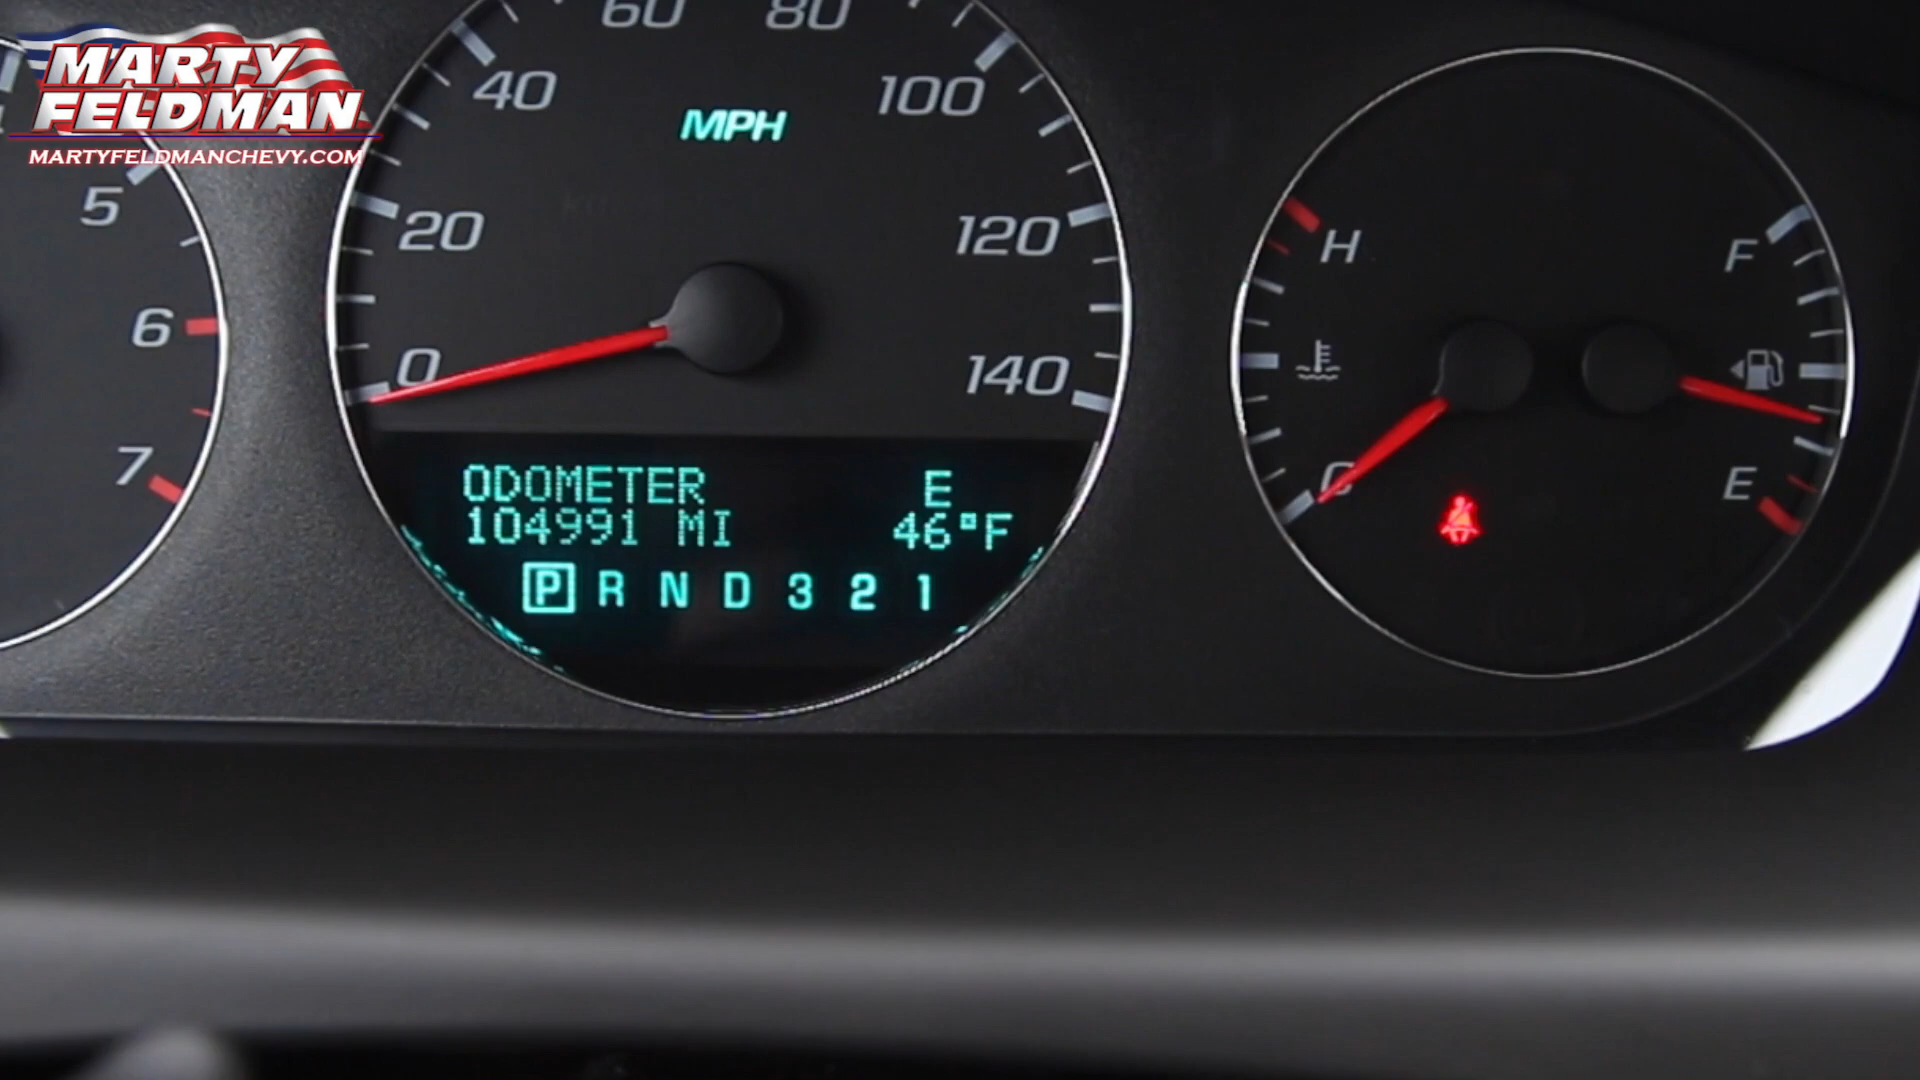 MARTY
FELDMAN
MARTYFELDMANCHEVY.COM
5
6
7
0
20
40
60
80
100
120
140
MPH
ODOMETER E
104991 MI 46°F
P R N D 3 2 1
H
C
F
E